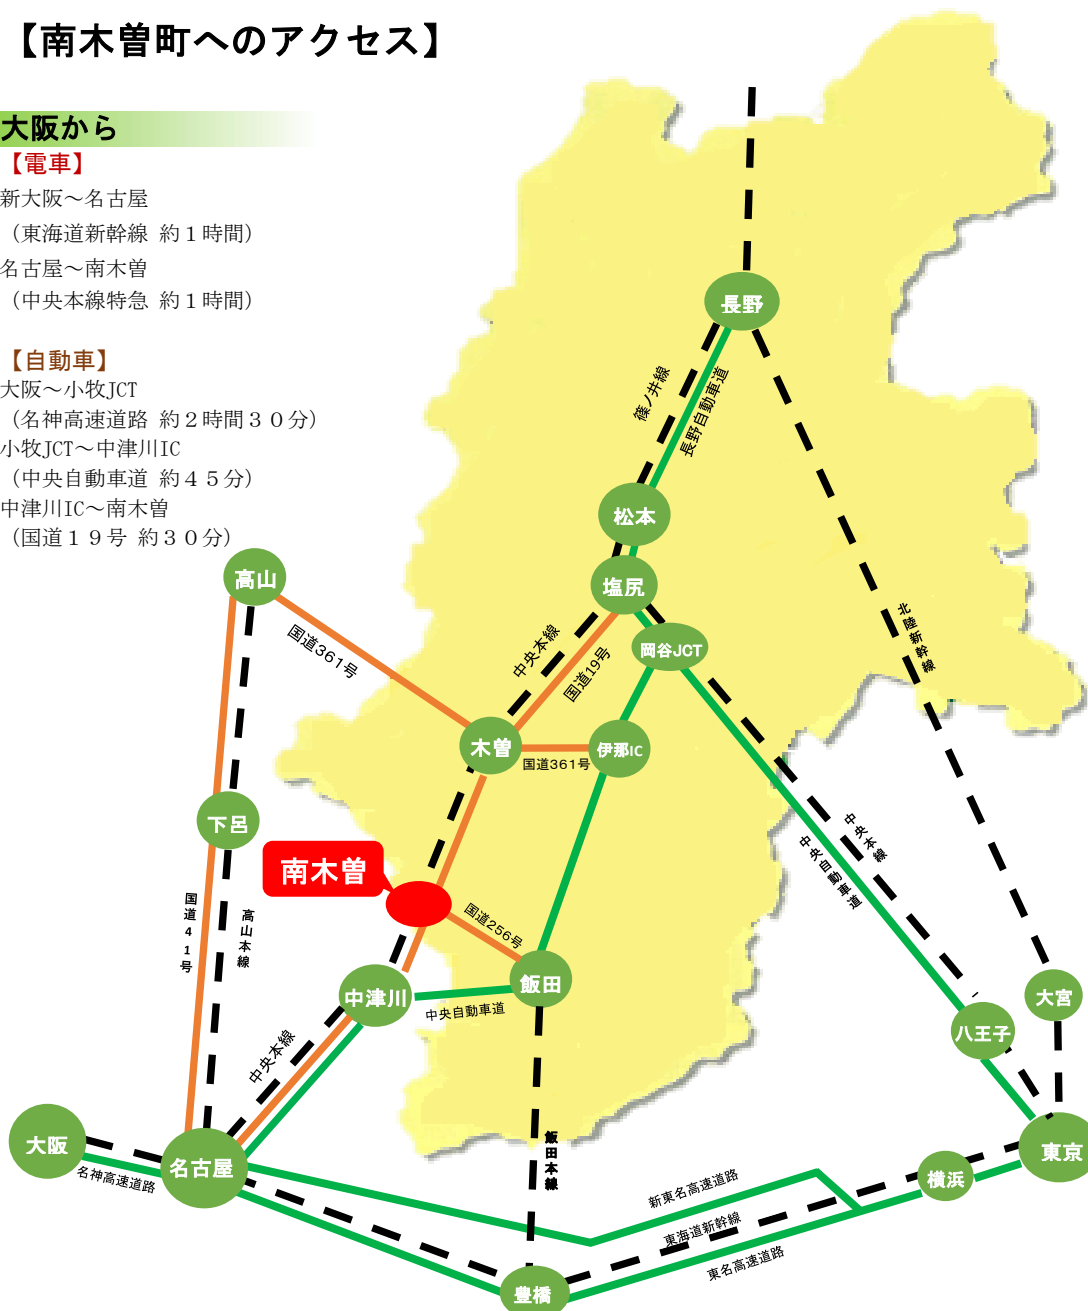 【南木曽町へのアクセス】
大阪から
【電車】
新大阪～名古屋
（東海道新幹線 約１時間）
名古屋～南木曽
（中央本線特急 約１時間）
【自動車】
大阪～小牧JCT
（名神高速道路 約２時間３０分）
小牧JCT～中津川IC
（中央自動車道 約４５分）
中津川IC～南木曽
（国道１９号 約３０分）
長野
篠ノ井線
長野自動車道
松本
塩尻
高山
国道361号
中央本線
国道19号
岡谷JCT
北陸新幹線
木曽
国道361号
伊那IC
下呂
南木曽
国道256号
中央本線
中央自動車道
国道41号
高山本線
中津川
飯田
中央自動車道
大宮
八王子
中央本線
大阪
名神高速道路
名古屋
飯田本線
新東名高速道路
東海道新幹線
東名高速道路
横浜
東京
豊橋